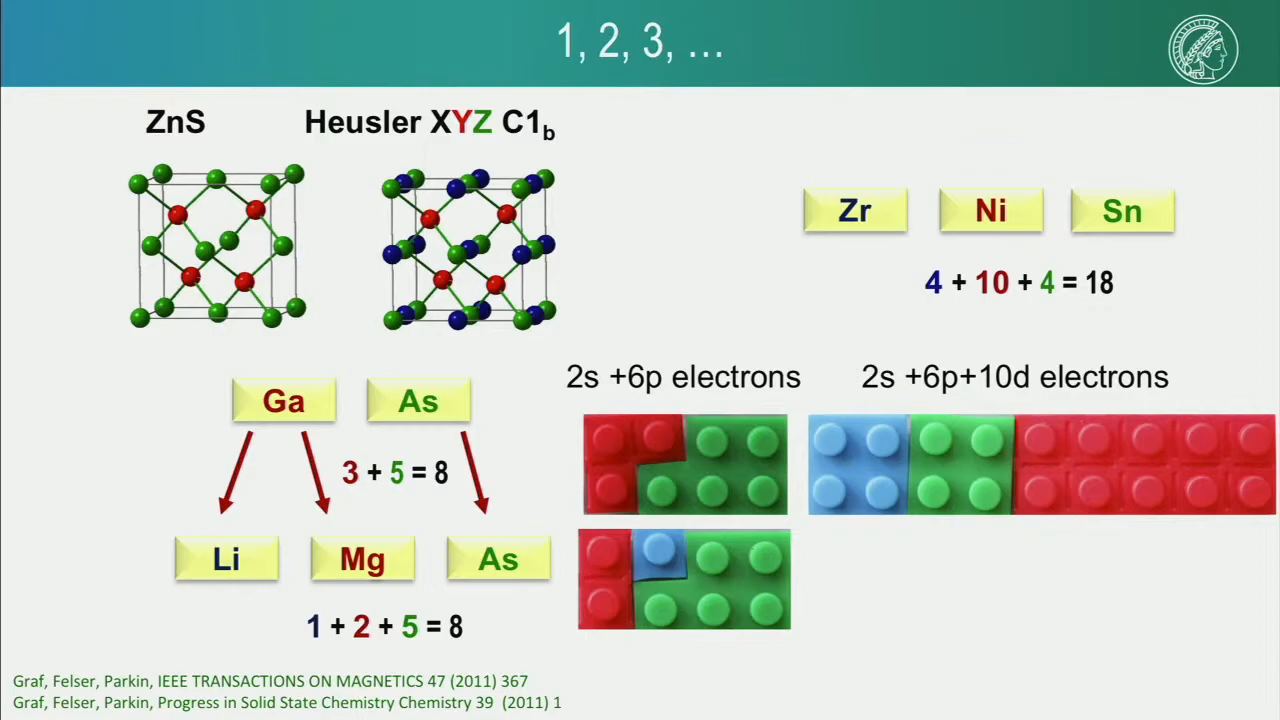 1, 2, 3, ...
ZnS
Heusler XYZ C1b
Zr Ni Sn
4 + 10 + 4 = 18
2s +6p electrons
2s +6p+10d electrons
Ga As
3 + 5 = 8
Li Mg As
1 + 2 + 5 = 8
Graf, Felser, Parkin, IEEE TRANSACTIONS ON MAGNETICS 47 (2011) 367
Graf, Felser, Parkin, Progress in Solid State Chemistry Chemistry 39 (2011) 1